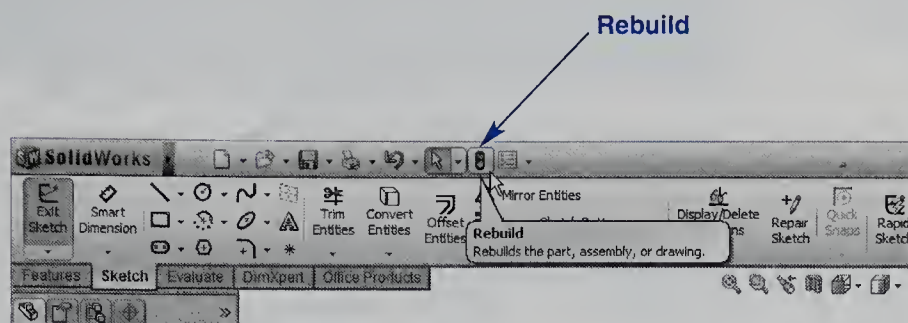 Rebuild
SolidWorks
Exit Sketch
Smart Dimension
Trim Entities
Convert Entities
Offset Entities
Mirror Entities
Display/Delete
Repair Sketch
Quick Snaps
Rapid Sketch
Rebuild
Rebuilds the part, assembly, or drawing.
Features Sketch Evaluate DimXpert Office Products